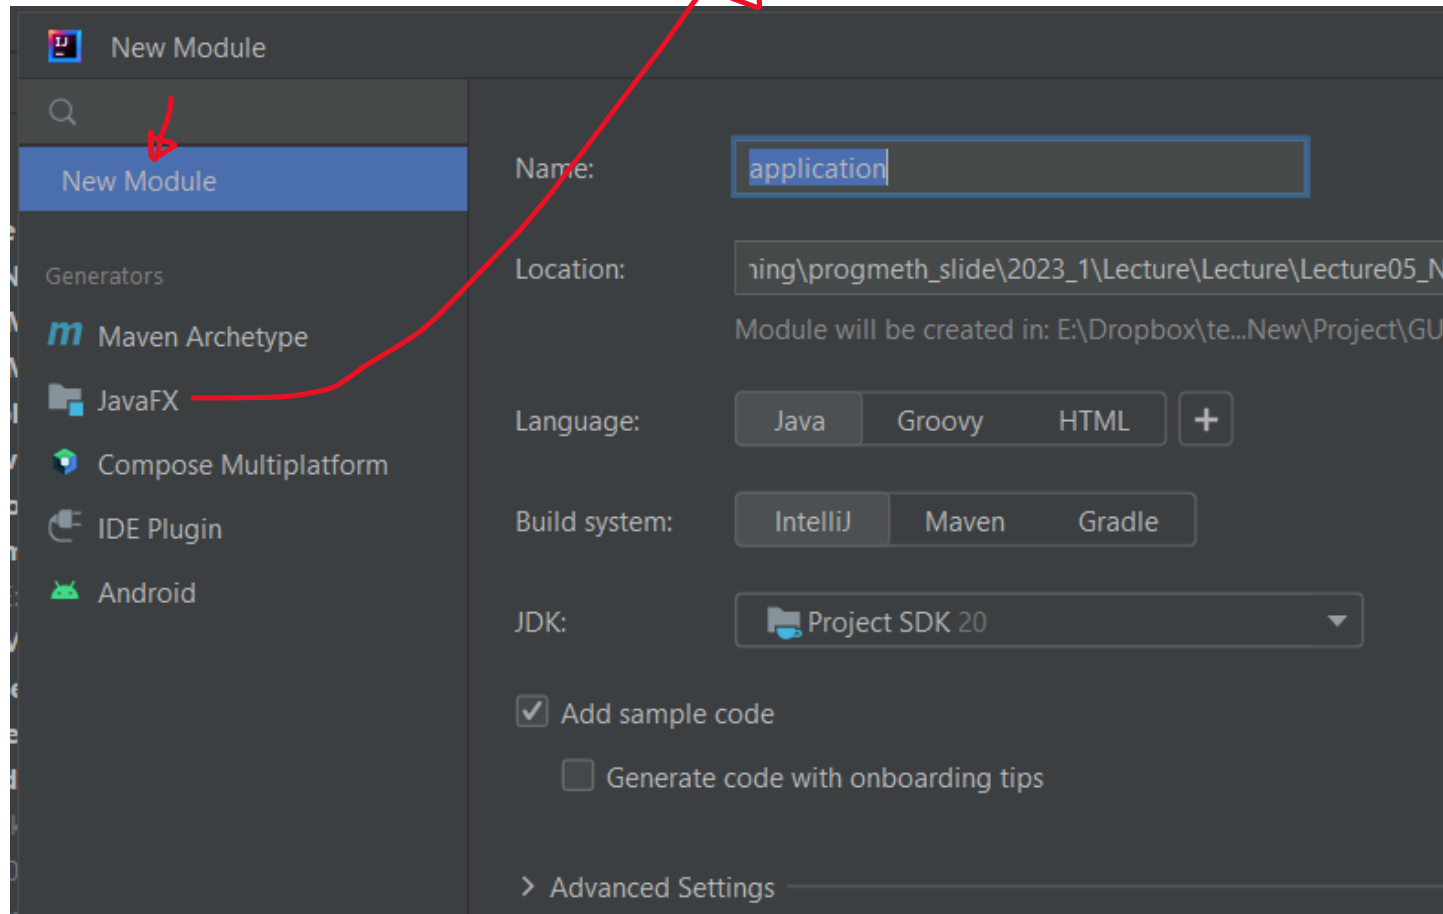 New Module
New Module
Generators
Maven Archetype
JavaFX
Compose Multiplatform
IDE Plugin
Android
Name: application
Location: ning\progmeth_slide\2023_1\Lecture\Lecture\Lecture05_N
Module will be created in: E:\Dropbox\te...New\Project\GU
Language: Java Groovy HTML +
Build system: IntelliJ Maven Gradle
JDK: Project SDK 20
Add sample code
Generate code with onboarding tips
Advanced Settings